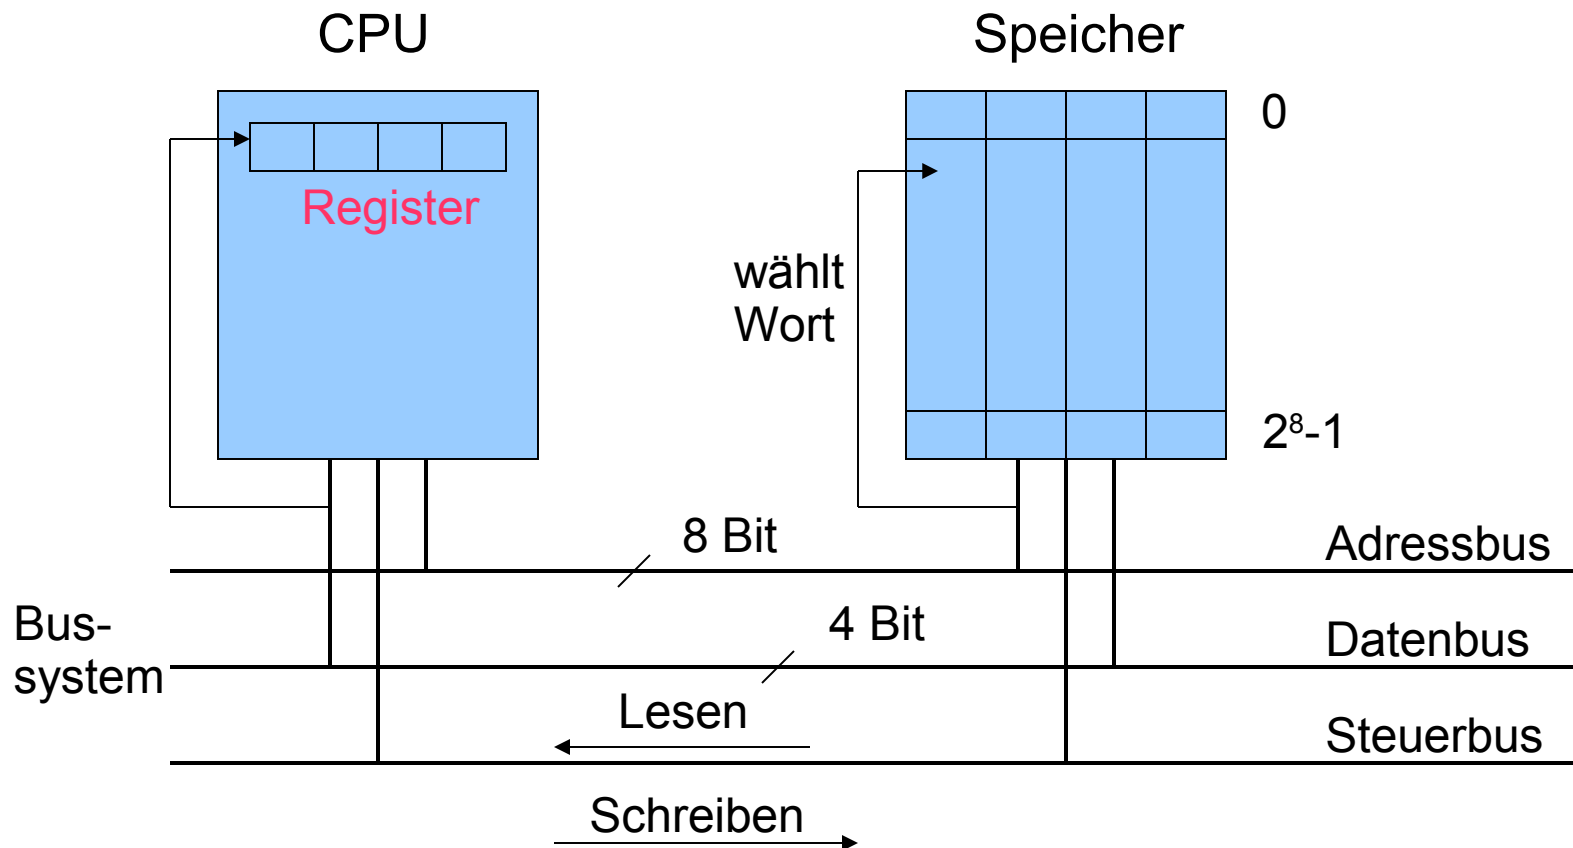 CPU
Speicher
0
Register
wählt
Wort
2⁸-1
8 Bit
Adressbus
Bus-
system
4 Bit
Datenbus
Lesen
Steuerbus
Schreiben